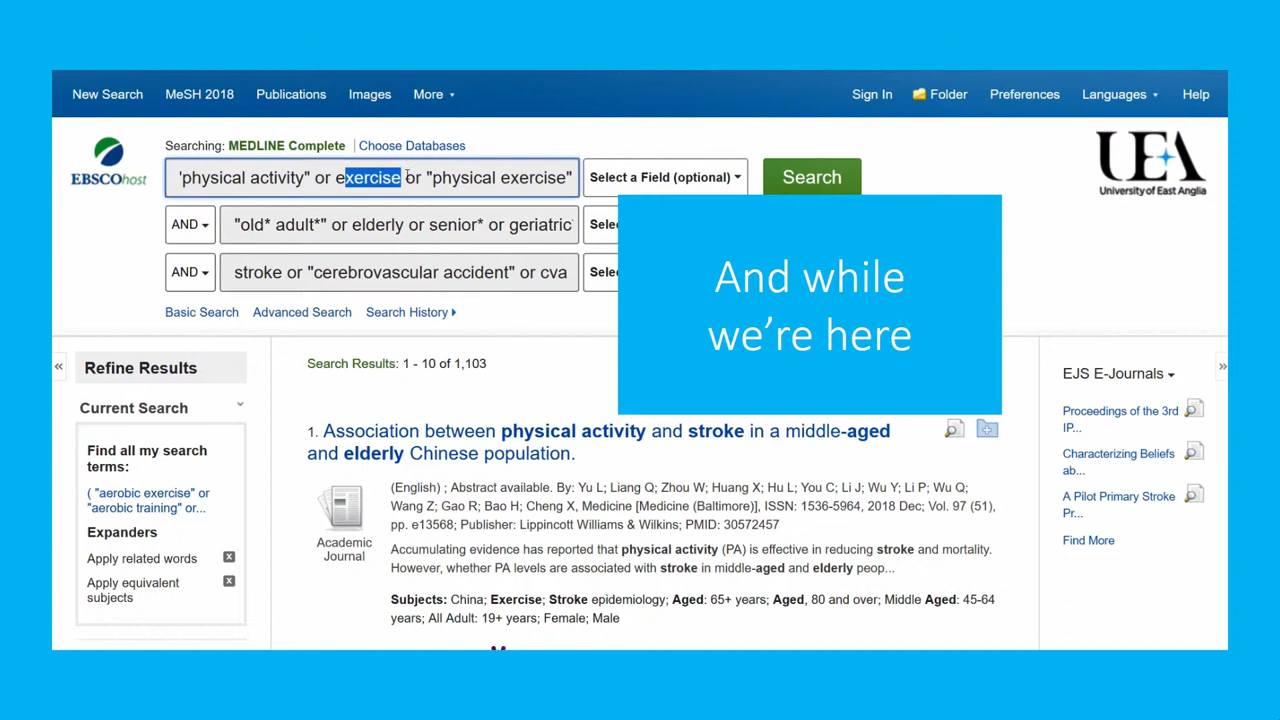 New Search MeSH 2018 Publications Images More Sign In Folder Preferences Languages Help
Searching: MEDLINE Complete Choose Databases
'physical activity" or exercise or "physical exercise" Select a Field (optional) Search
EBSCOhost
UEA
University of East Anglia
AND "old* adult*" or elderly or senior* or geriatric' Selec
AND stroke or "cerebrovascular accident" or cva Selec
And while
we're here
Basic Search Advanced Search Search History
Refine Results
Current Search
Find all my search
terms:
( "aerobic exercise" or
"aerobic training" or...
Expanders
Apply related words x
Apply equivalent x
subjects
Search Results: 1 - 10 of 1,103
1. Association between physical activity and stroke in a middle-aged
and elderly Chinese population.
Academic
Journal
(English) ; Abstract available. By: Yu L; Liang Q; Zhou W; Huang X; Hu L; You C; Li J; Wu Y; Li P; Wu Q;
Wang Z; Gao R; Bao H; Cheng X, Medicine [Medicine (Baltimore)], ISSN: 1536-5964, 2018 Dec; Vol. 97 (51),
pp. e13568; Publisher: Lippincott Williams & Wilkins; PMID: 30572457
Accumulating evidence has reported that physical activity (PA) is effective in reducing stroke and mortality.
However, whether PA levels are associated with stroke in middle-aged and elderly peop...
Subjects: China; Exercise; Stroke epidemiology; Aged: 65+ years; Aged, 80 and over; Middle Aged: 45-64
years; All Adult: 19+ years; Female; Male
EJS E-Journals
Proceedings of the 3rd
IP...
Characterizing Beliefs
ab...
A Pilot Primary Stroke
Pr...
Find More